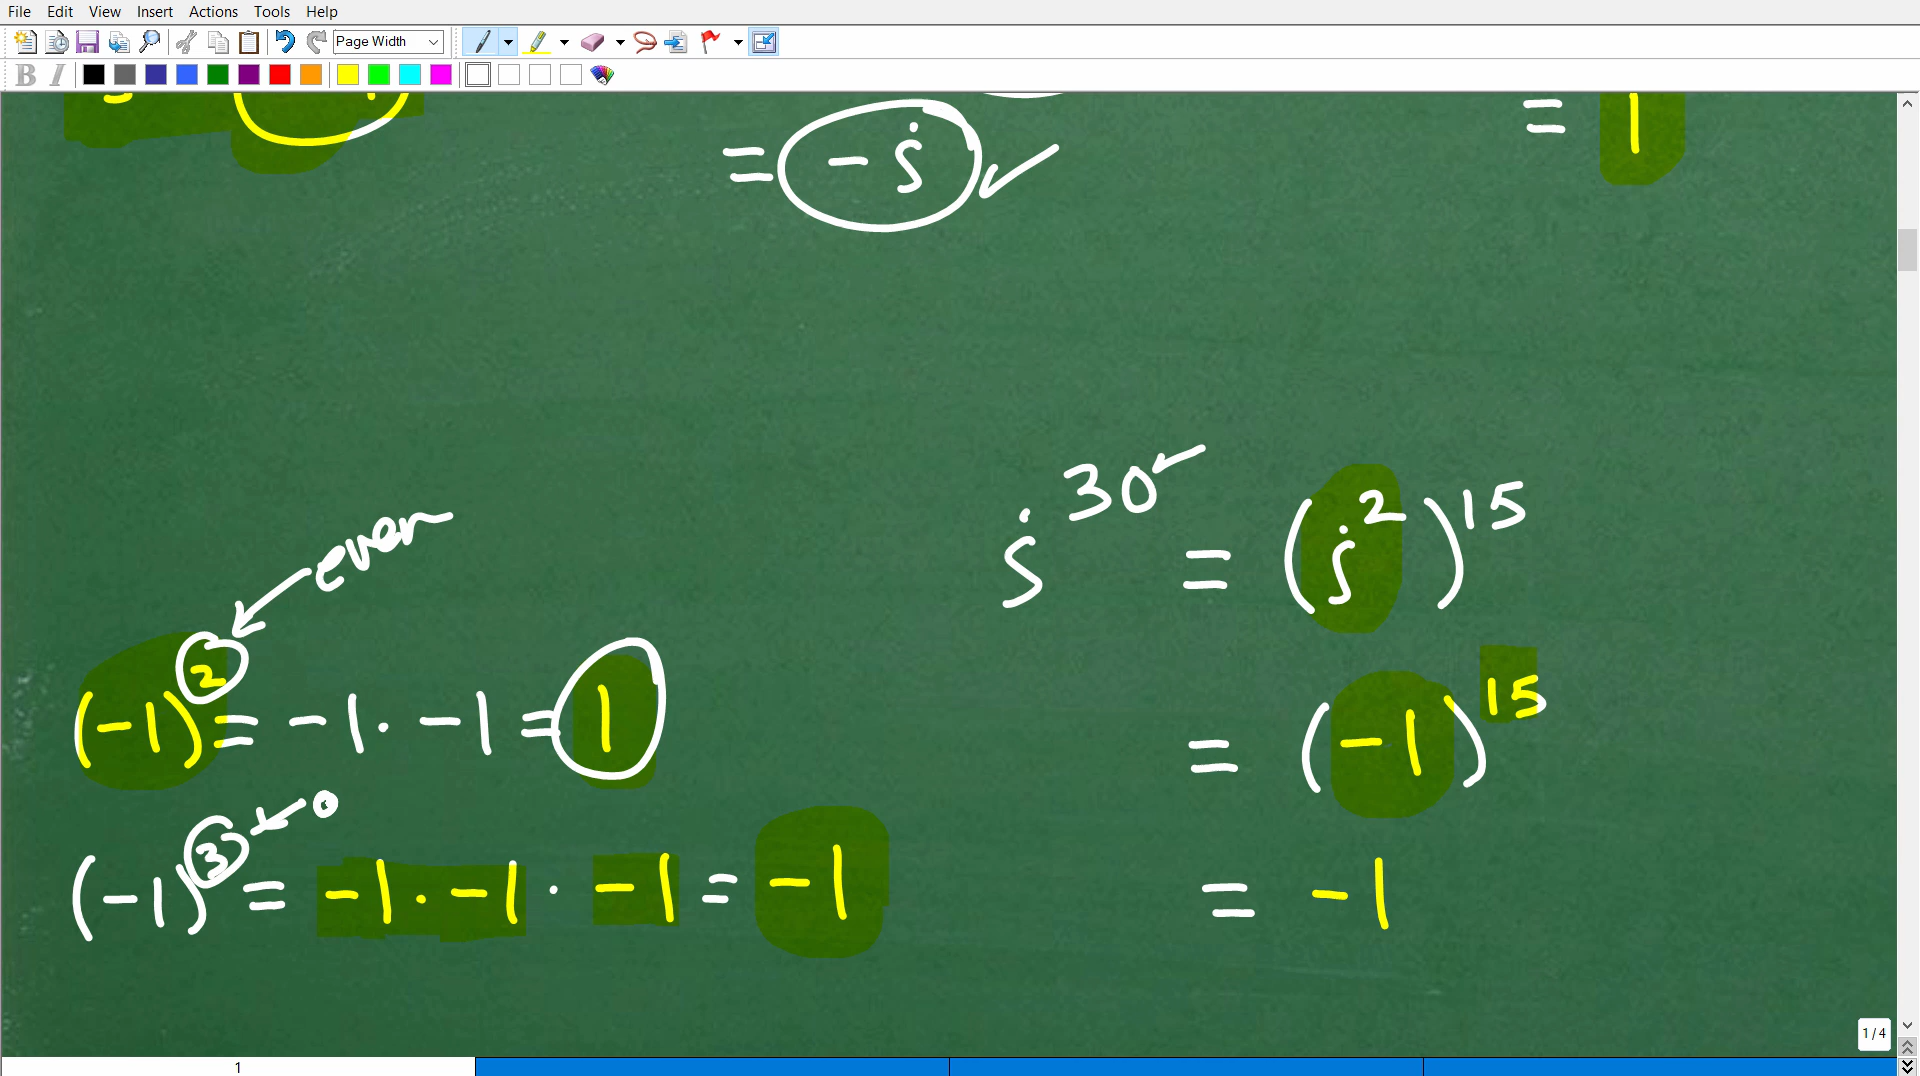 File Edit View Insert Actions Tools Help
Page Width
B I
= -i
= 1
even
i^30 = (i^2)^15
(-1)^2 = -1 · -1 = 1
= (-1)^15
(-1)^3 = -1 · -1 · -1 = -1
= -1
1 / 4
1